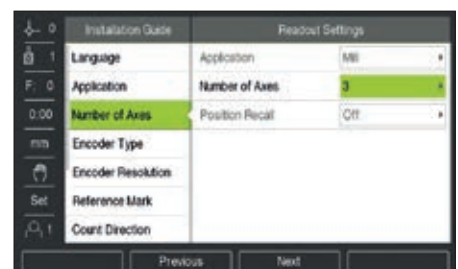 0 Installation Guide Readout Settings
1 Language Application Mill
F: 0 Application Number of Axes 3
0:00 Number of Axes Position Recall Off
mm Encoder Type
Encoder Resolution
Set Reference Mark
1 Count Direction
Previous Next